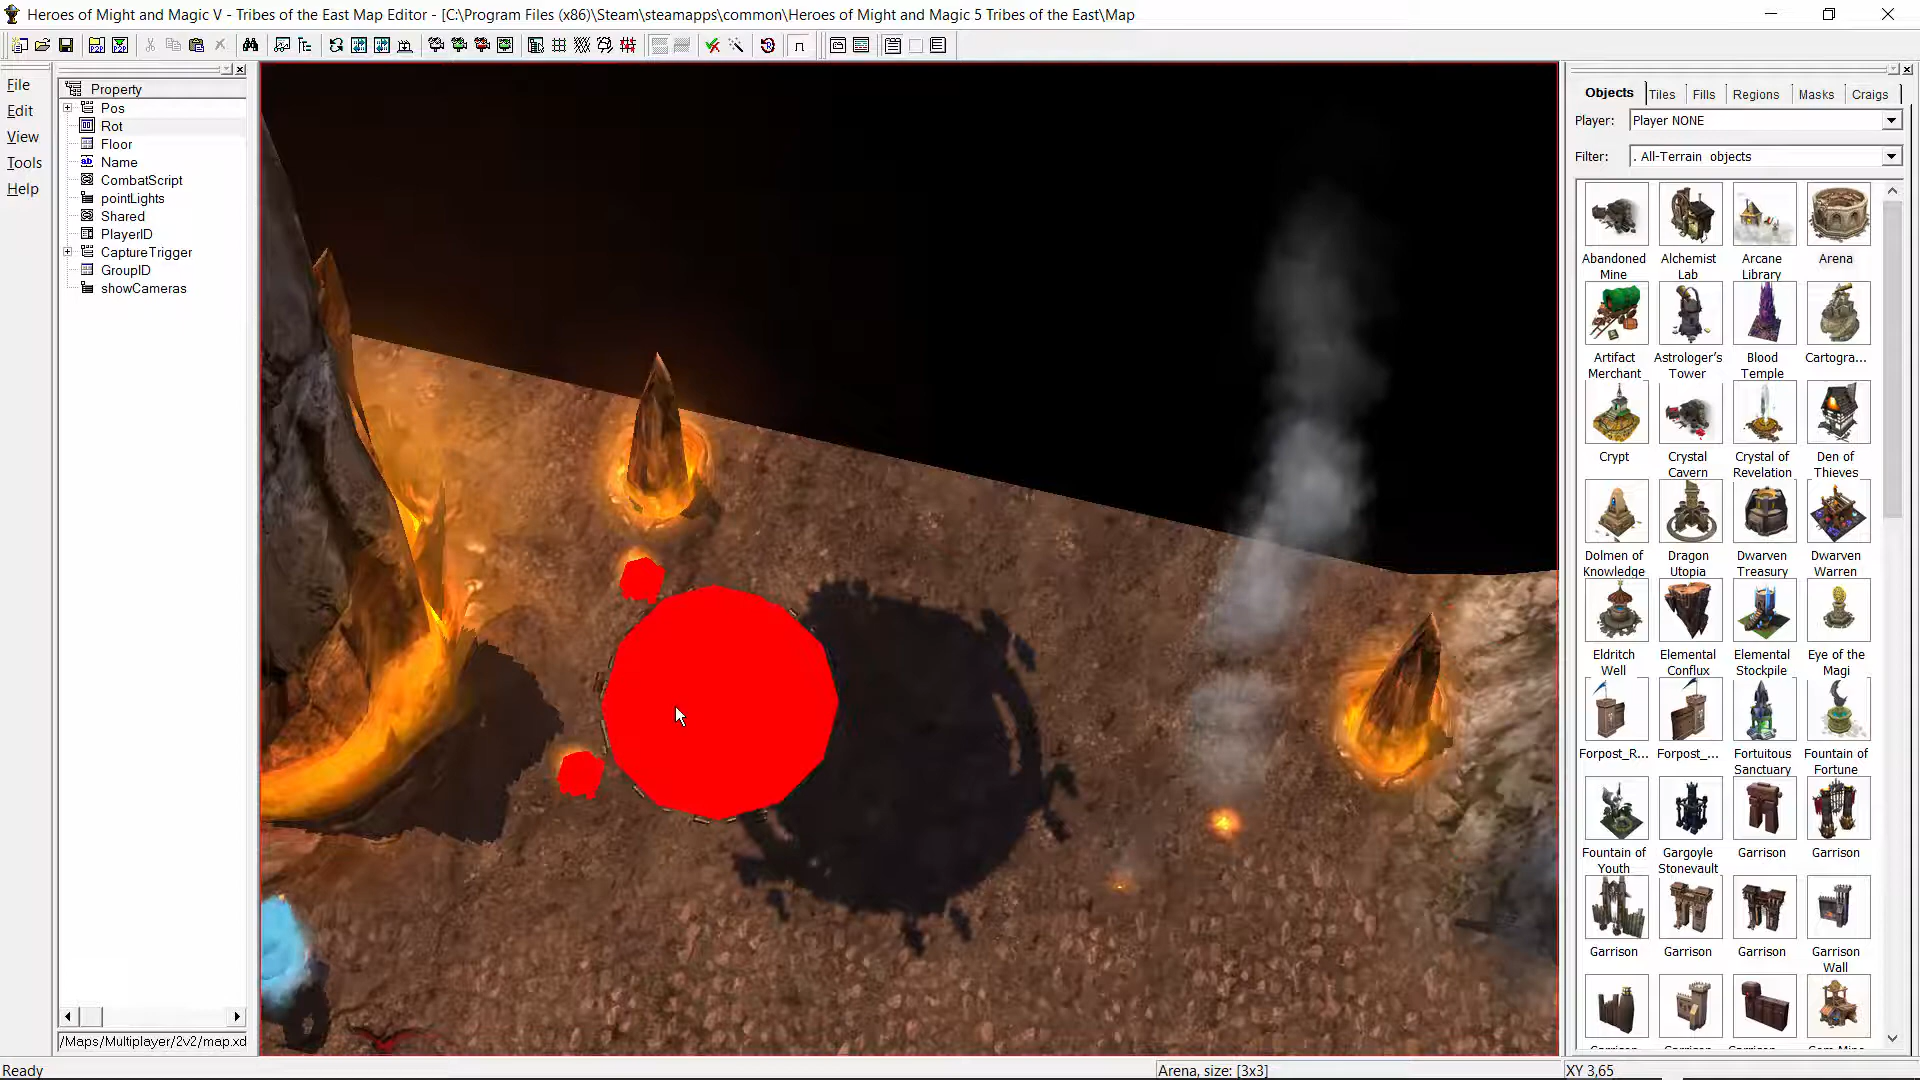 Heroes of Might and Magic V - Tribes of the East Map Editor - [C:\Program Files (x86)\Steam\steamapps\common\Heroes of Might and Magic 5 Tribes of the East\Map
File
Edit
View
Tools
Help
Property
Pos
Rot
Floor
Name
CombatScript
pointLights
Shared
PlayerID
CaptureTrigger
GroupID
showCameras
/Maps/Multiplayer/2v2/map.xd
Objects Tiles Fills Regions Masks Craigs
Player: Player NONE
Filter: . All-Terrain objects
Abandoned Mine
Alchemist Lab
Arcane Library
Arena
Artifact Merchant
Astrologer's Tower
Blood Temple
Cartogra...
Crypt
Crystal Cavern
Crystal of Revelation
Den of Thieves
Dolmen of Knowledge
Dragon Utopia
Dwarven Treasury
Dwarven Warren
Eldritch Well
Elemental Conflux
Elemental Stockpile
Eye of the Magi
Forpost_R...
Forpost_...
Fortuitous Sanctuary
Fountain of Fortune
Fountain of Youth
Gargoyle Stonevault
Garrison
Garrison
Garrison
Garrison
Garrison
Garrison Wall
Ready
Arena, size: [3x3]
XY 3,65